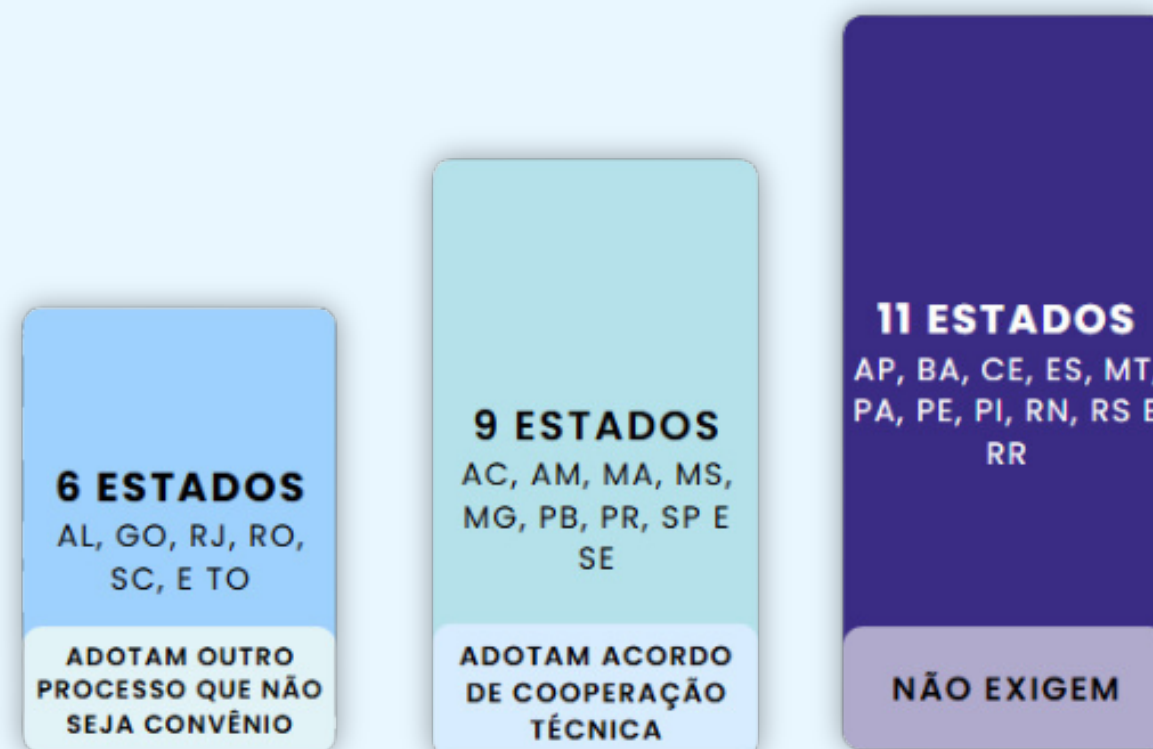 6 ESTADOS
AL, GO, RJ, RO,
SC, E TO
ADOTAM OUTRO
PROCESSO QUE NÃO
SEJA CONVÊNIO
9 ESTADOS
AC, AM, MA, MS,
MG, PB, PR, SP E
SE
ADOTAM ACORDO
DE COOPERAÇÃO
TÉCNICA
11 ESTADOS
AP, BA, CE, ES, MT,
PA, PE, PI, RN, RS E
RR
NÃO EXIGEM